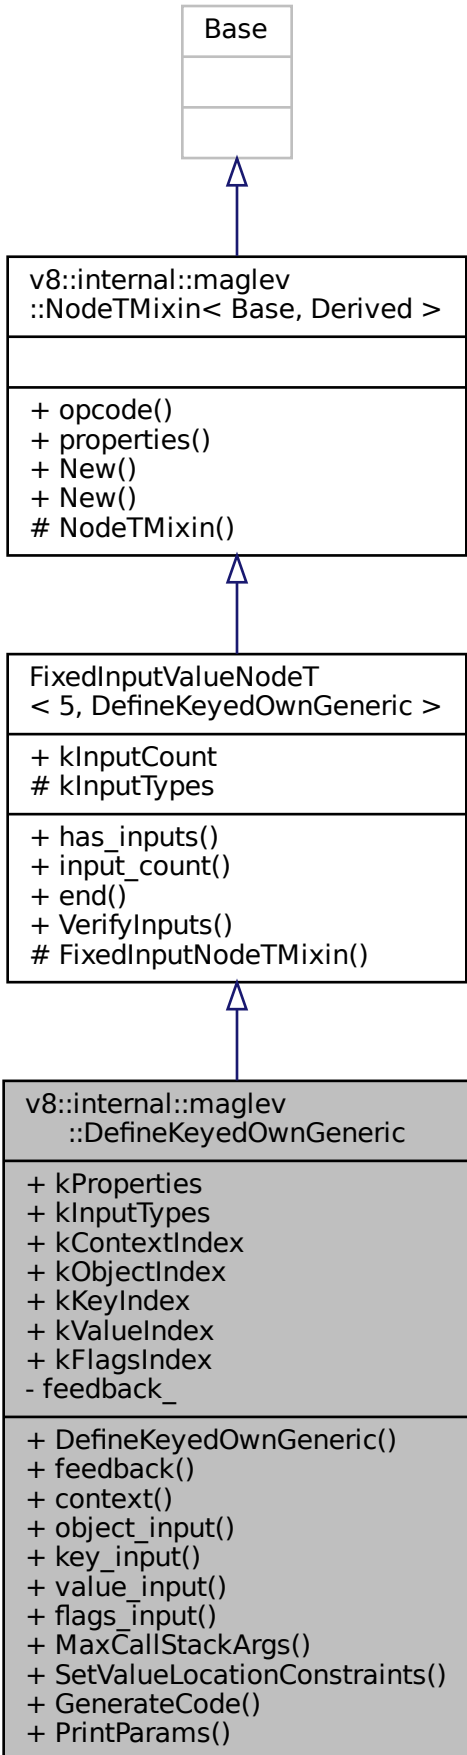 Base
v8::internal::maglev
::NodeTMixin< Base, Derived >
+ opcode()
+ properties()
+ New()
+ New()
# NodeTMixin()
FixedInputValueNodeT
< 5, DefineKeyedOwnGeneric >
+ kInputCount
# kInputTypes
+ has_inputs()
+ input_count()
+ end()
+ VerifyInputs()
# FixedInputNodeTMixin()
v8::internal::maglev
::DefineKeyedOwnGeneric
+ kProperties
+ kInputTypes
+ kContextIndex
+ kObjectIndex
+ kKeyIndex
+ kValueIndex
+ kFlagsIndex
- feedback_
+ DefineKeyedOwnGeneric()
+ feedback()
+ context()
+ object_input()
+ key_input()
+ value_input()
+ flags_input()
+ MaxCallStackArgs()
+ SetValueLocationConstraints()
+ GenerateCode()
+ PrintParams()